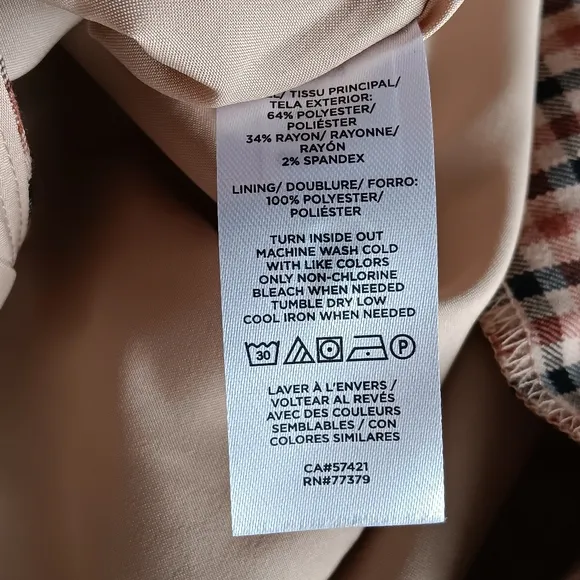 TISSU PRINCIPAL/
TELA EXTERIOR:
64% POLYESTER/
POLIÉSTER
34% RAYON/ RAYONNE/
RAYÓN
2% SPANDEX
LINING/ DOUBLURE/ FORRO:
100% POLYESTER/
POLIÉSTER
TURN INSIDE OUT
MACHINE WASH COLD
WITH LIKE COLORS
ONLY NON-CHLORINE
BLEACH WHEN NEEDED
TUMBLE DRY LOW
COOL IRON WHEN NEEDED
30 P
LAVER À L'ENVERS /
VOLTEAR AL REVÉS
AVEC DES COULEURS
SEMBLABLES / CON
COLORES SIMILARES
CA#57421
RN#77379